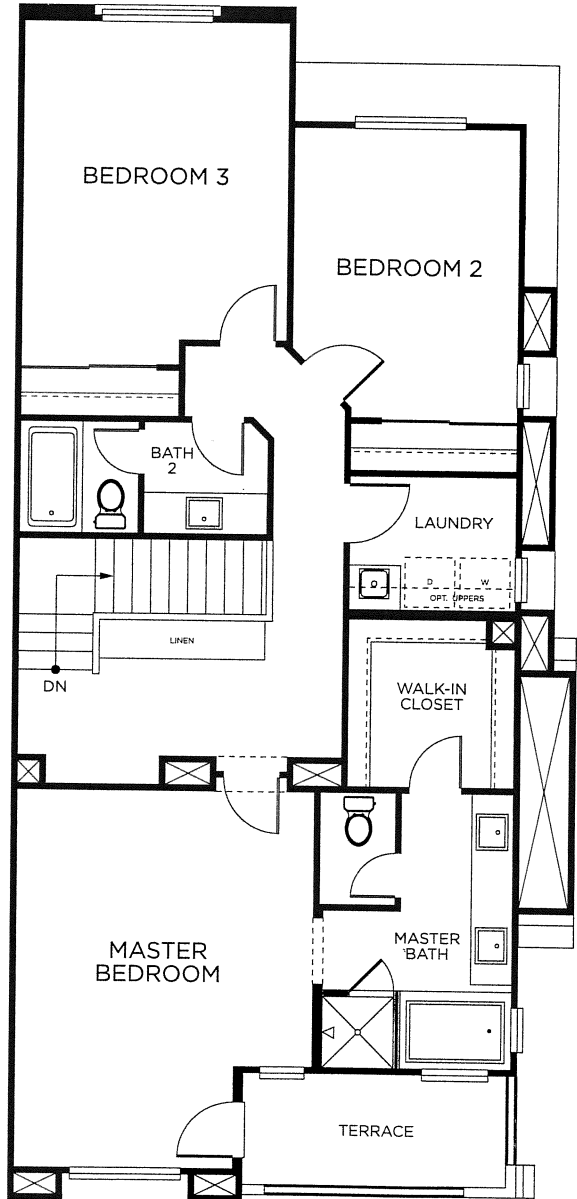 BEDROOM 3
BEDROOM 2
BATH
2
LAUNDRY
D
W
OPT. UPPERS
LINEN
DN
WALK-IN
CLOSET
MASTER
BEDROOM
MASTER
BATH
TERRACE